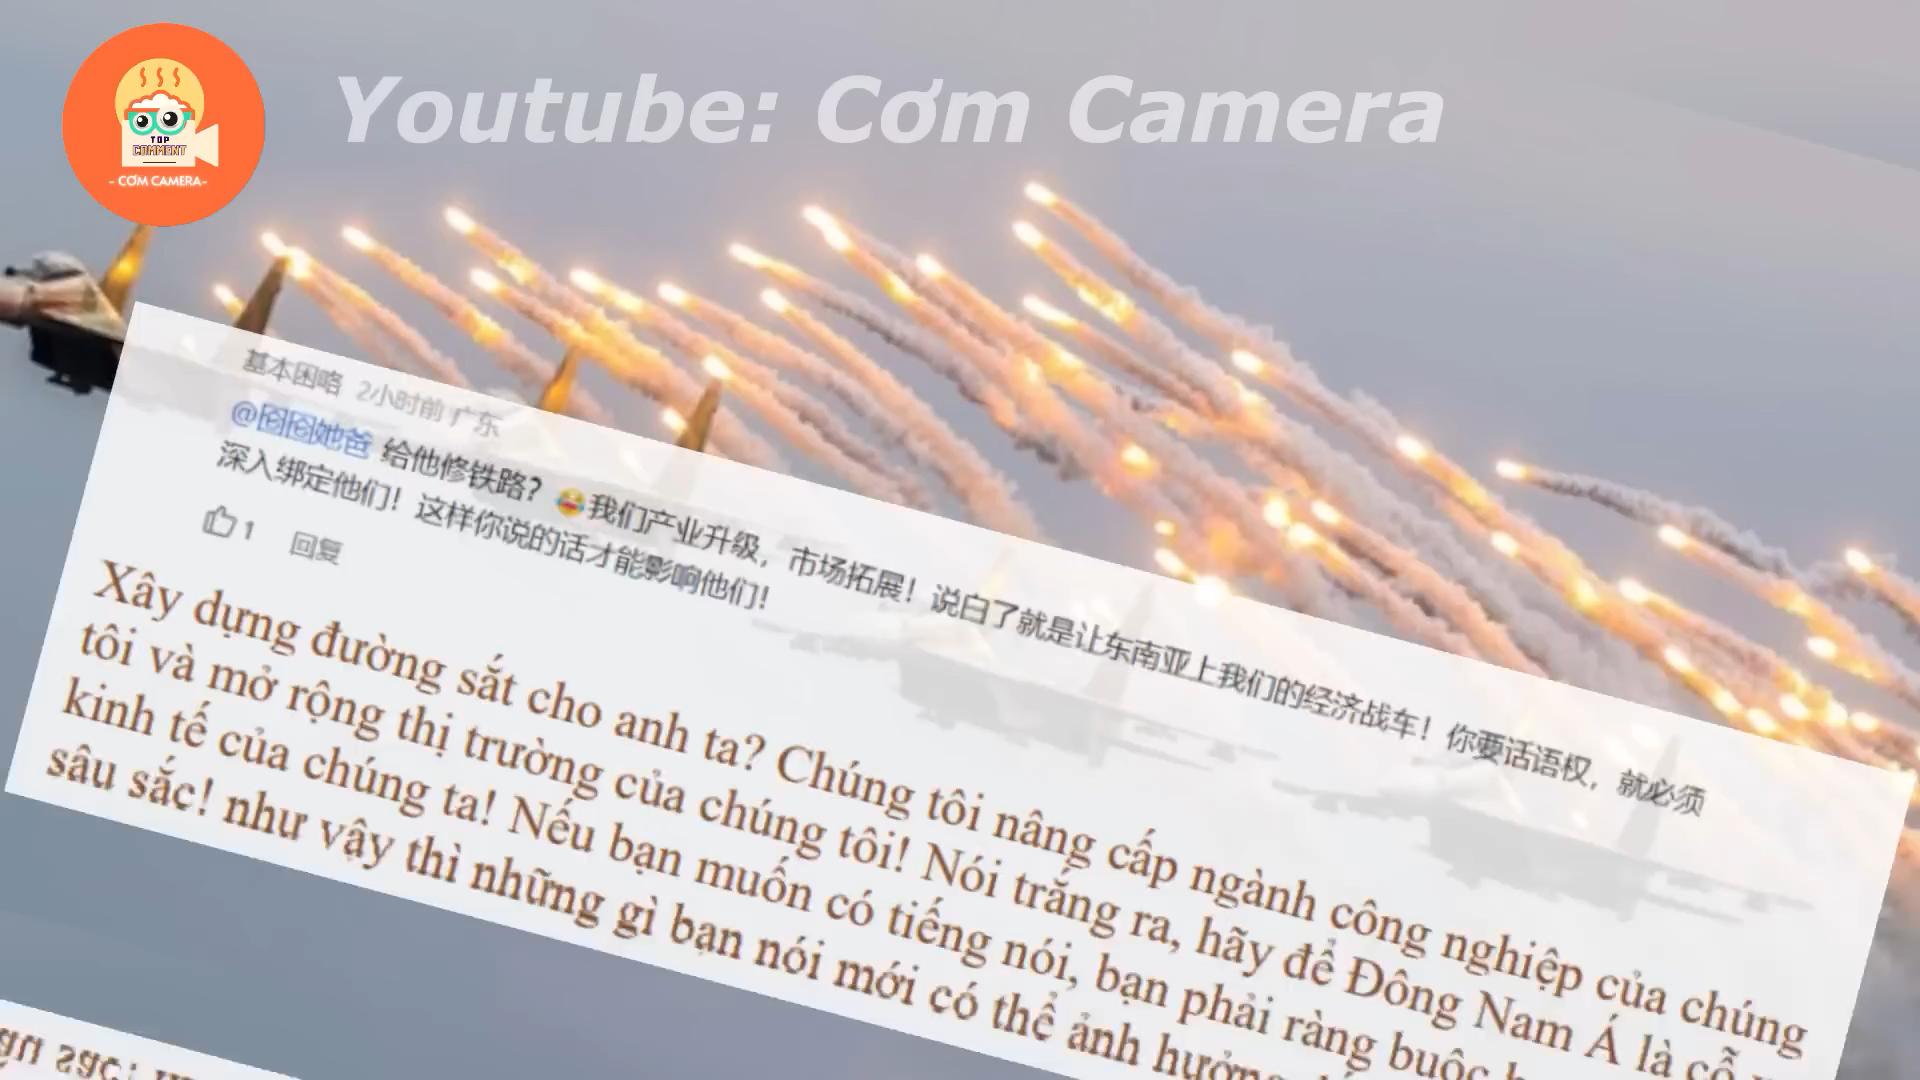 Youtube: Cơm Camera
TOP
COMMENT
- CƠM CAMERA-
基本困略 2小时前 广东
@囹囹她爸 给他修铁路?😂我们产业升级，市场拓展！说白了就是让东南亚上我们的经济战车！你要话语权，就必须
深入绑定他们！这样你说的话才能影响他们！
1 回复
Xây dựng đường sắt cho anh ta? Chúng tôi nâng cấp ngành công nghiệp của chúng
tôi và mở rộng thị trường của chúng tôi! Nói trắng ra, hãy để Đông Nam Á là cỗ
kinh tế của chúng ta! Nếu bạn muốn có tiếng nói, bạn phải ràng buộc
sâu sắc! như vậy thì những gì bạn nói mới có thể ảnh hưởng